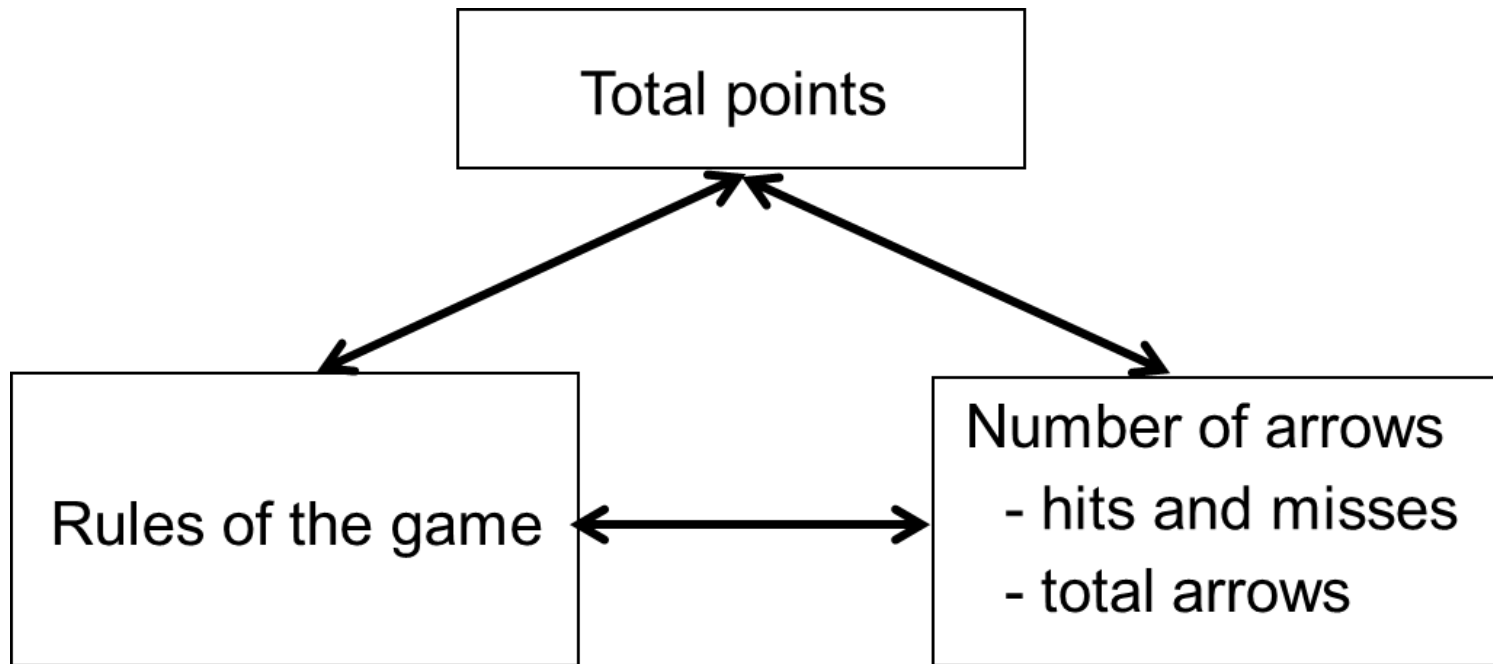 Total points
Rules of the game
Number of arrows
- hits and misses
- total arrows